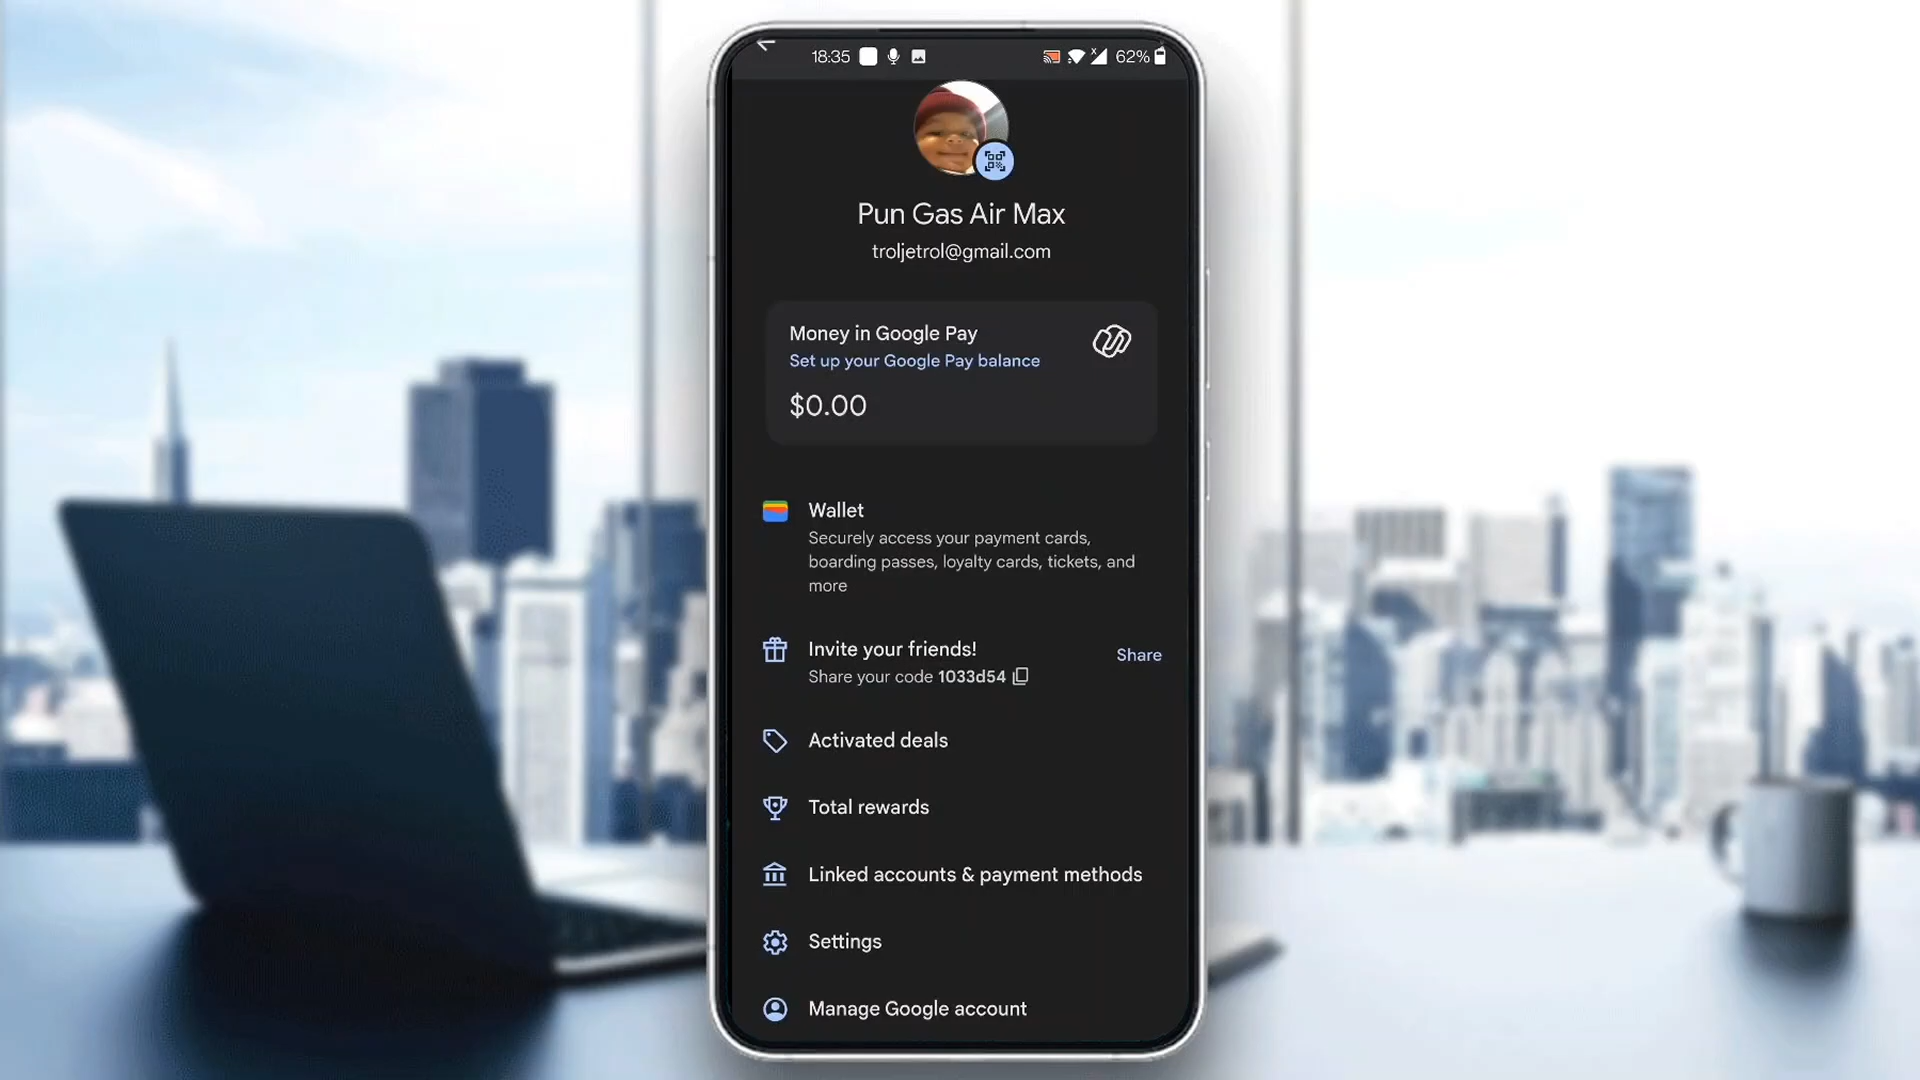 18:35
62%
Pun Gas Air Max
troljetrol@gmail.com
Money in Google Pay
Set up your Google Pay balance
$0.00
Wallet
Securely access your payment cards,
boarding passes, loyalty cards, tickets, and
more
Invite your friends!
Share your code 1033d54
Share
Activated deals
Total rewards
Linked accounts & payment methods
Settings
Manage Google account